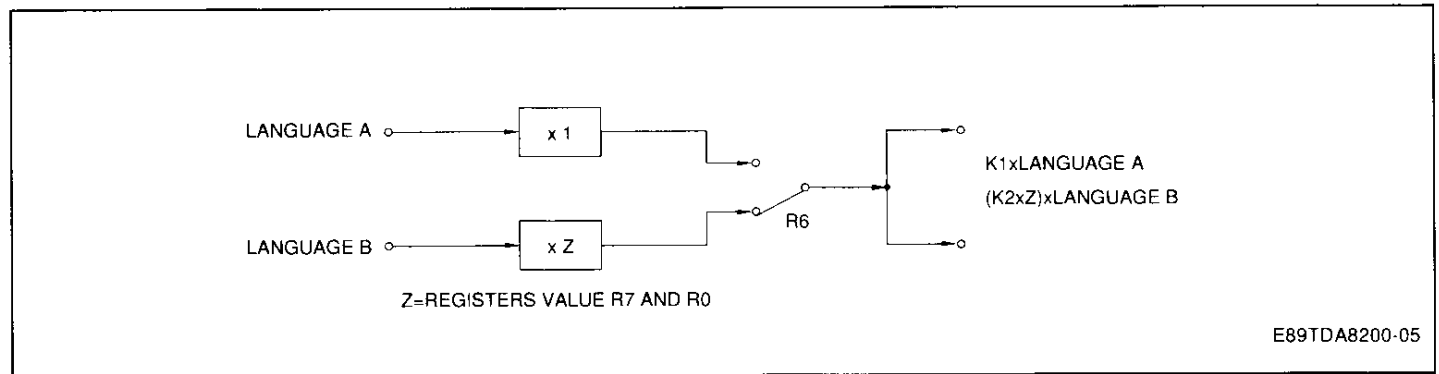 LANGUAGE A
x 1
K1xLANGUAGE A
(K2xZ)xLANGUAGE B
R6
LANGUAGE B
x Z
Z=REGISTERS VALUE R7 AND R0
E89TDA8200-05